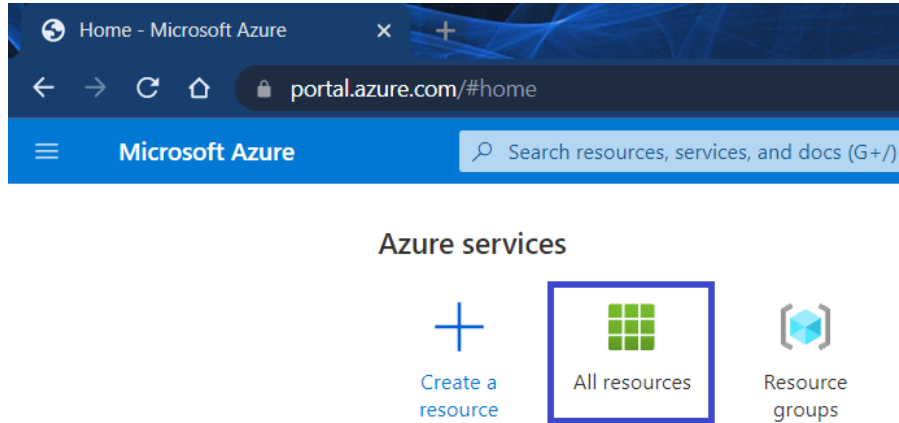 Home - Microsoft Azure
portal.azure.com/#home
Microsoft Azure
Search resources, services, and docs (G+/)
Azure services
Create a
resource
All resources
Resource
groups